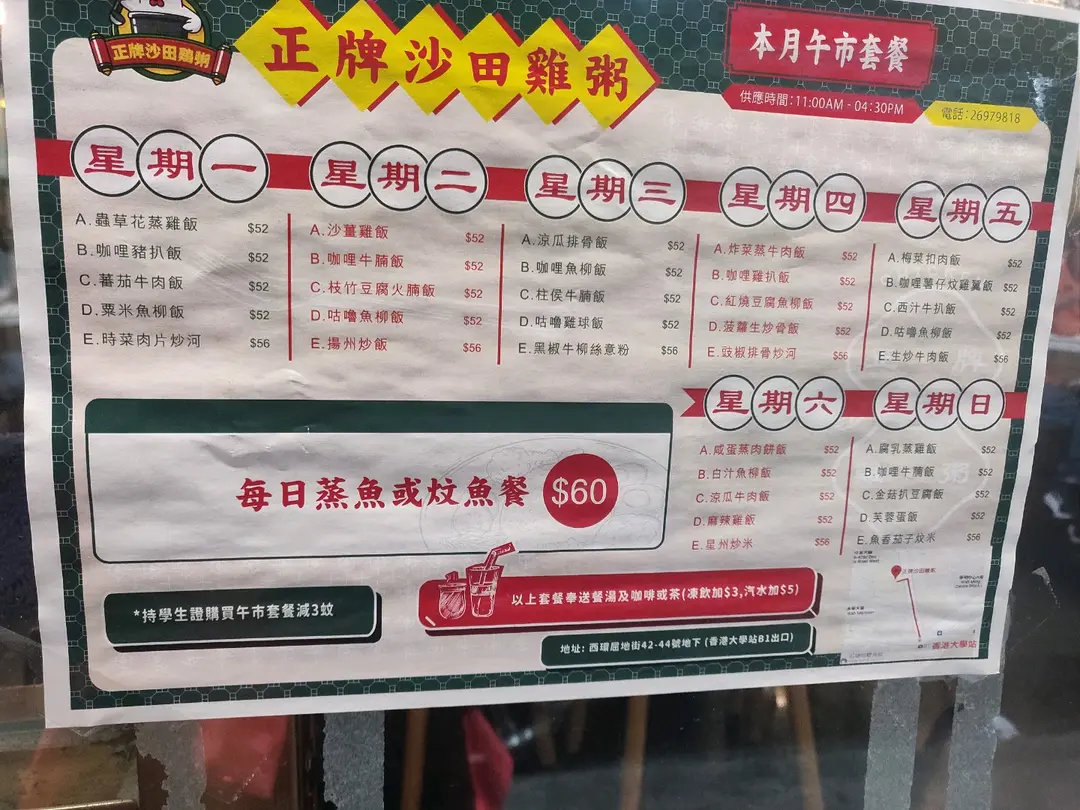 正牌沙田鷄粥
正牌沙田雞粥
本月午市套餐
供應時間:11:00AM - 04:30PM
電話:26979818
星期一
A.蟲草花蒸雞飯 $52
B.咖哩豬扒飯 $52
C.蕃茄牛肉飯 $52
D.粟米魚柳飯 $52
E.時菜肉片炒河 $56
星期二
A.沙薑雞飯 $52
B.咖哩牛腩飯 $52
C.枝竹豆腐火腩飯 $52
D.咕嚕魚柳飯 $52
E.揚州炒飯 $56
星期三
A.涼瓜排骨飯 $52
B.咖哩魚柳飯 $52
C.柱侯牛腩飯 $52
D.咕嚕雞球飯 $52
E.黑椒牛柳絲意粉 $56
星期四
A.炸菜蒸牛肉飯 $52
B.咖哩雞扒飯 $52
C.紅燒豆腐魚柳飯 $52
D.菠蘿生炒骨飯 $52
E.豉椒排骨炒河 $56
星期五
A.梅菜扣肉飯 $52
B.咖哩薯仔炆雞翼飯 $52
C.西汁牛扒飯 $52
D.咕嚕魚柳飯 $52
E.生炒牛肉飯 $56
星期六
A.咸蛋蒸肉餅飯 $52
B.白汁魚柳飯 $52
C.涼瓜牛肉飯 $52
D.麻辣雞飯 $52
E.星州炒米 $56
星期日
A.腐乳蒸雞飯 $52
B.咖哩牛腩飯 $52
C.金菇扒豆腐飯 $52
D.芙蓉蛋飯 $52
E.魚香茄子炆米 $56
每日蒸魚或炆魚餐 $60
*持學生證購買午市套餐減3蚊
以上套餐奉送餐湯及咖啡或茶(凍飲加$3,汽水加$5)
地址: 西環屈地街42-44號地下 (香港大學站B1出口)
正牌沙田雞粥
香港大學站